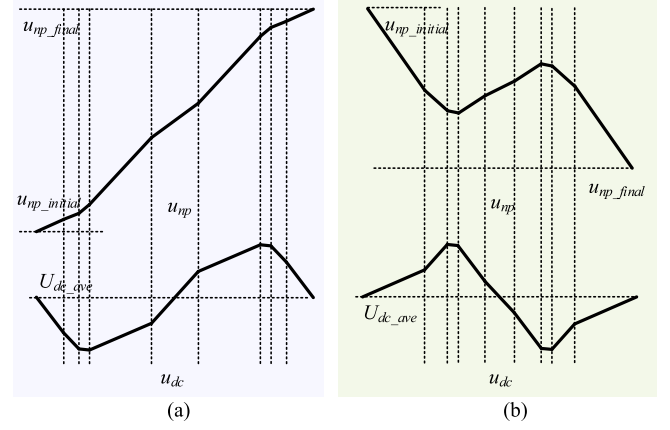 u_np_final
u_np_initial
u_np
U_dc_ave
u_dc
(a)
u_np_initial
u_np_final
u_np
U_dc_ave
u_dc
(b)